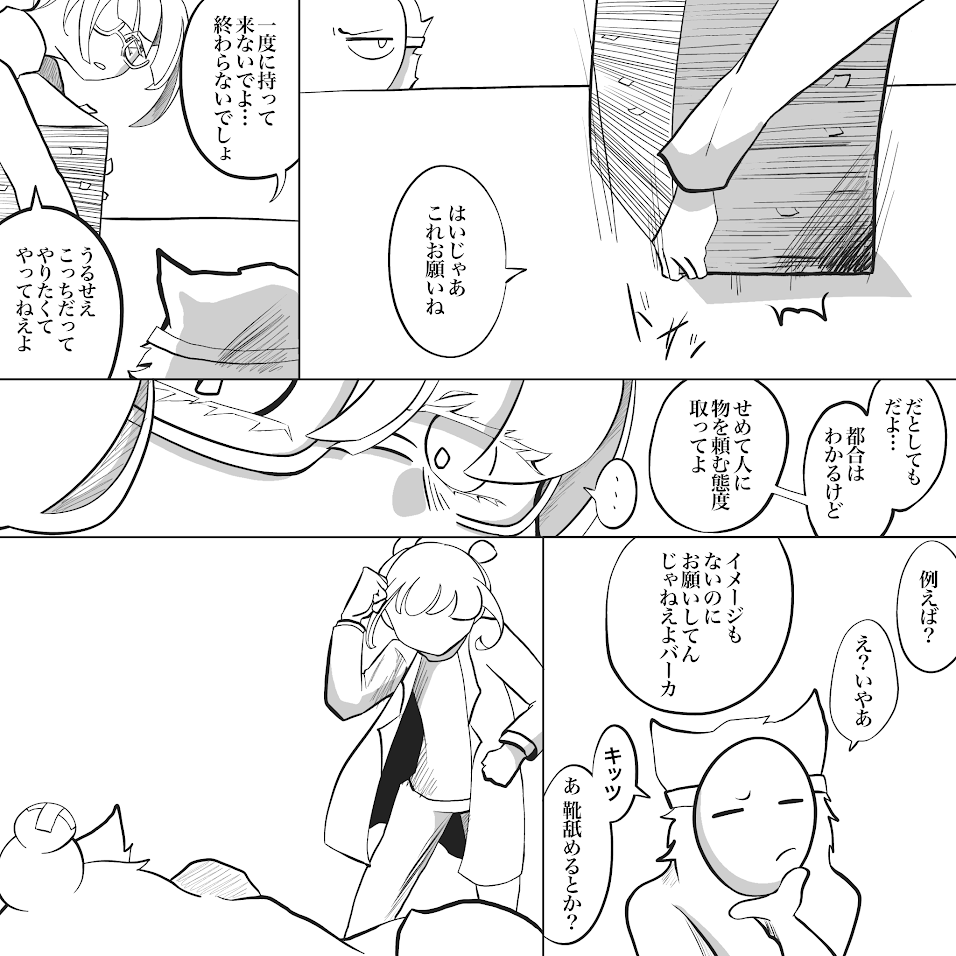 はいじゃあ
これお願いね
一度に持って
来ないでよ…
終わらないでしょ
うるせえ
こっちだって
やりたくて
やってねえよ
だとしても
だよ…
都合は
わかるけど
せめて人に
物を頼む態度
取ってよ
…
例えば？
え？いやあ
イメージも
ないのに
お願いしてん
じゃねえよバーカ
キッツ
あ 靴舐めるとか？